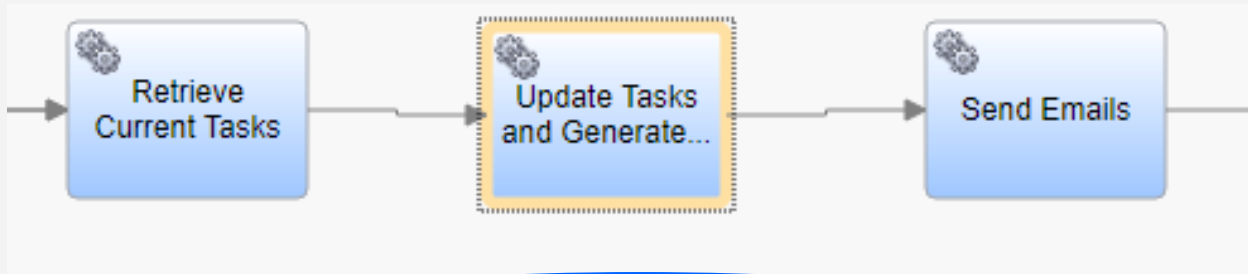 Retrieve
Current Tasks
Update Tasks
and Generate...
Send Emails